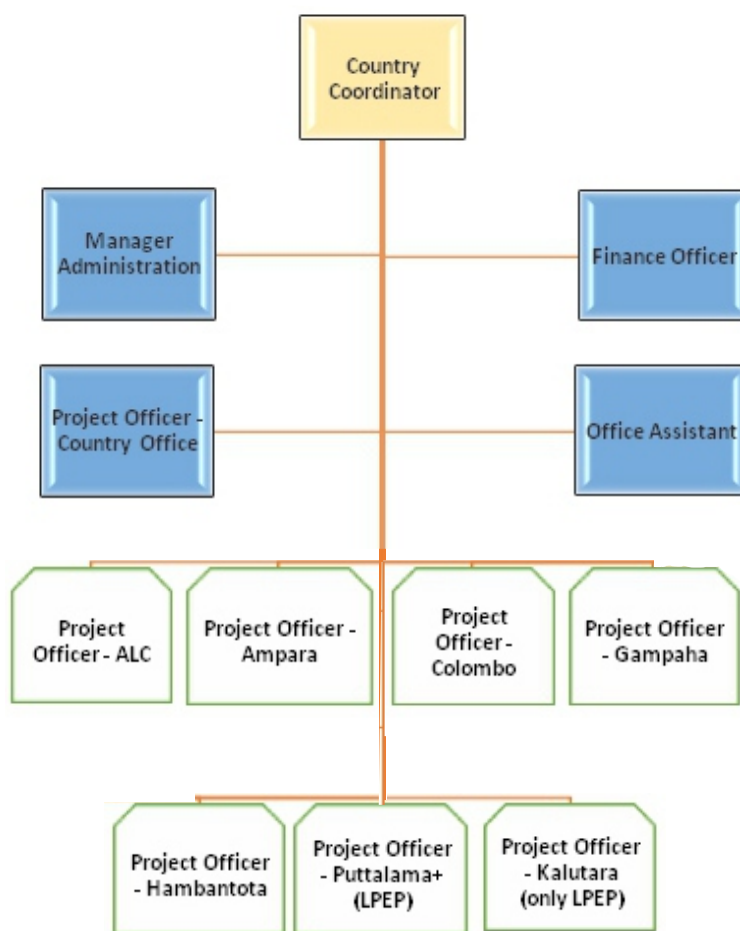 Country
Coordinator
Manager
Administration
Finance Officer
Project Officer -
Country Office
Office Assistant
Project
Officer - ALC
Project Officer -
Ampara
Project
Officer-
Colombo
Project Officer
- Gampaha
Project Officer
- Hambantota
Project Officer
- Puttalama+
(LPEP)
Project Officer
- Kalutara
(only LPEP)